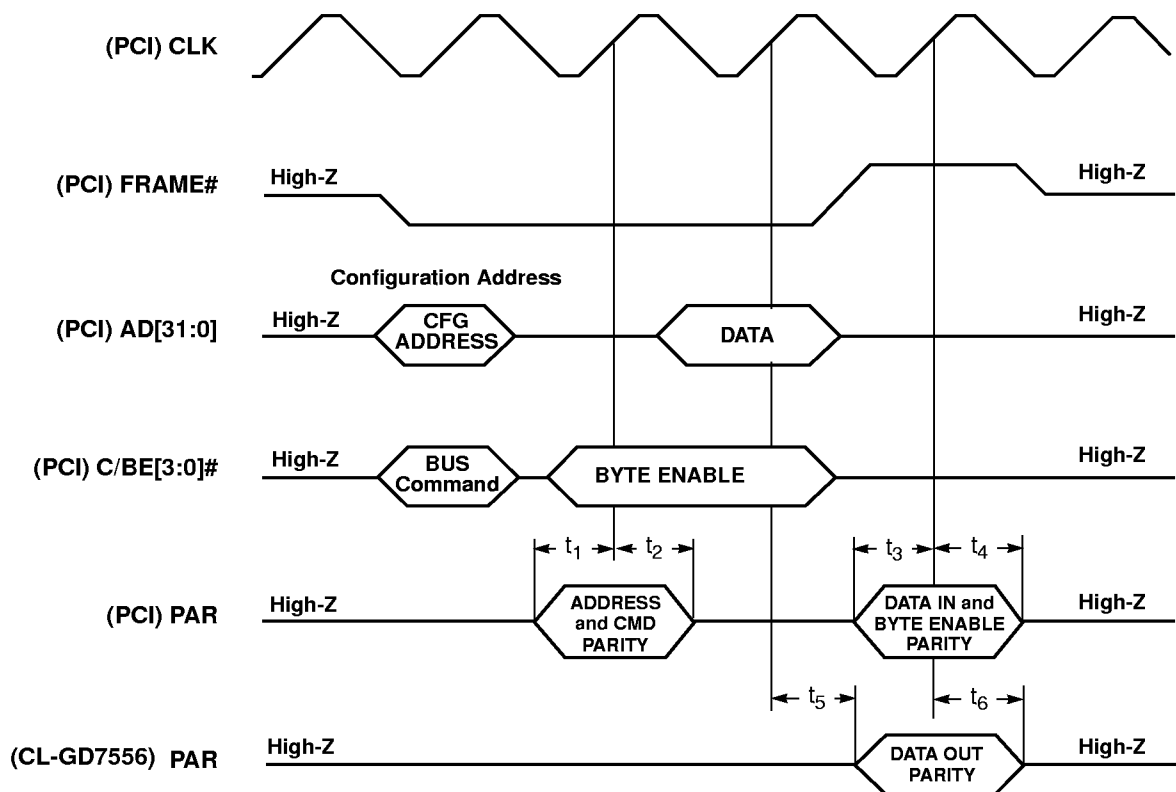 (PCI) CLK
(PCI) FRAME#
High-Z
High-Z
Configuration Address
(PCI) AD[31:0]
High-Z
CFG
ADDRESS
DATA
High-Z
(PCI) C/BE[3:0]#
High-Z
BUS
Command
BYTE ENABLE
High-Z
t1
t2
t3
t4
(PCI) PAR
High-Z
ADDRESS
and CMD
PARITY
DATA IN and
BYTE ENABLE
PARITY
High-Z
t5
t6
(CL-GD7556) PAR
High-Z
DATA OUT
PARITY
High-Z